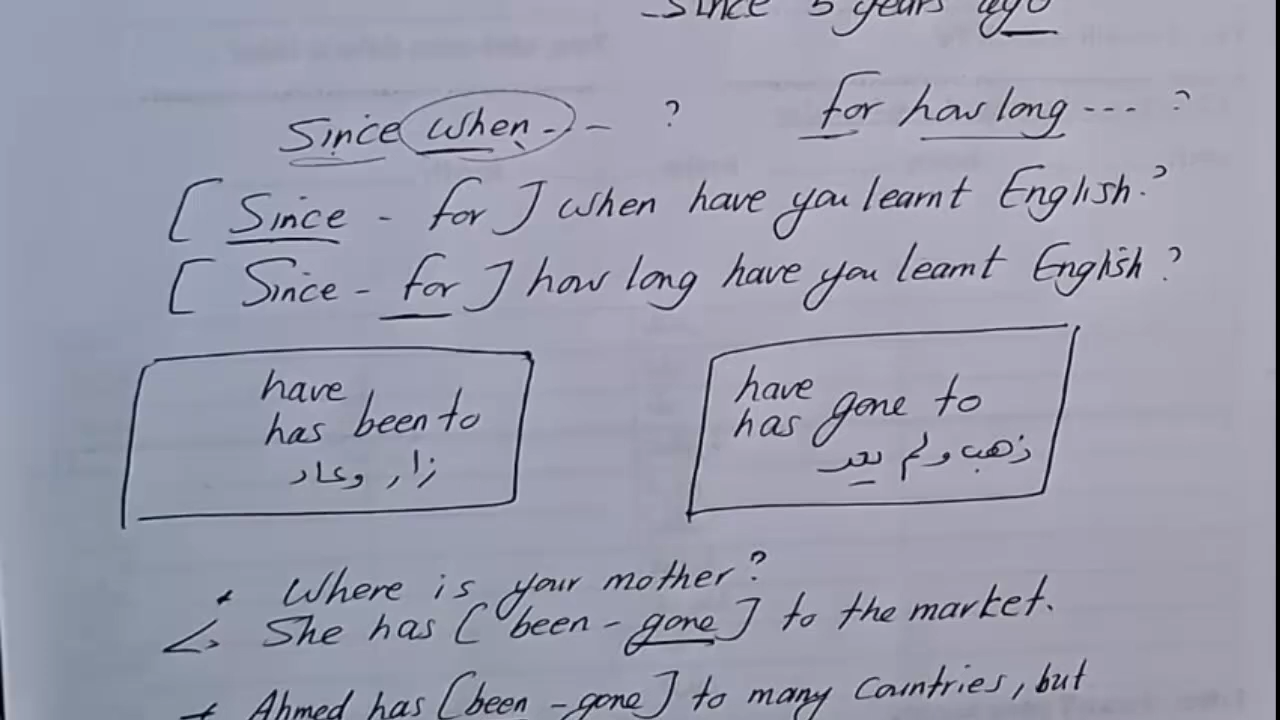 - Since 5 years ago
Since when - - ?
for how long --- ?
[ Since - for ] when have you learnt English.?
[ Since - for ] how long have you learnt English ?
have
has been to
زار وعاد
have
has gone to
ذهب ولم يعد
* Where is your mother?
She has [ been - gone ] to the market.
* Ahmed has [been - gone] to many Countries, but